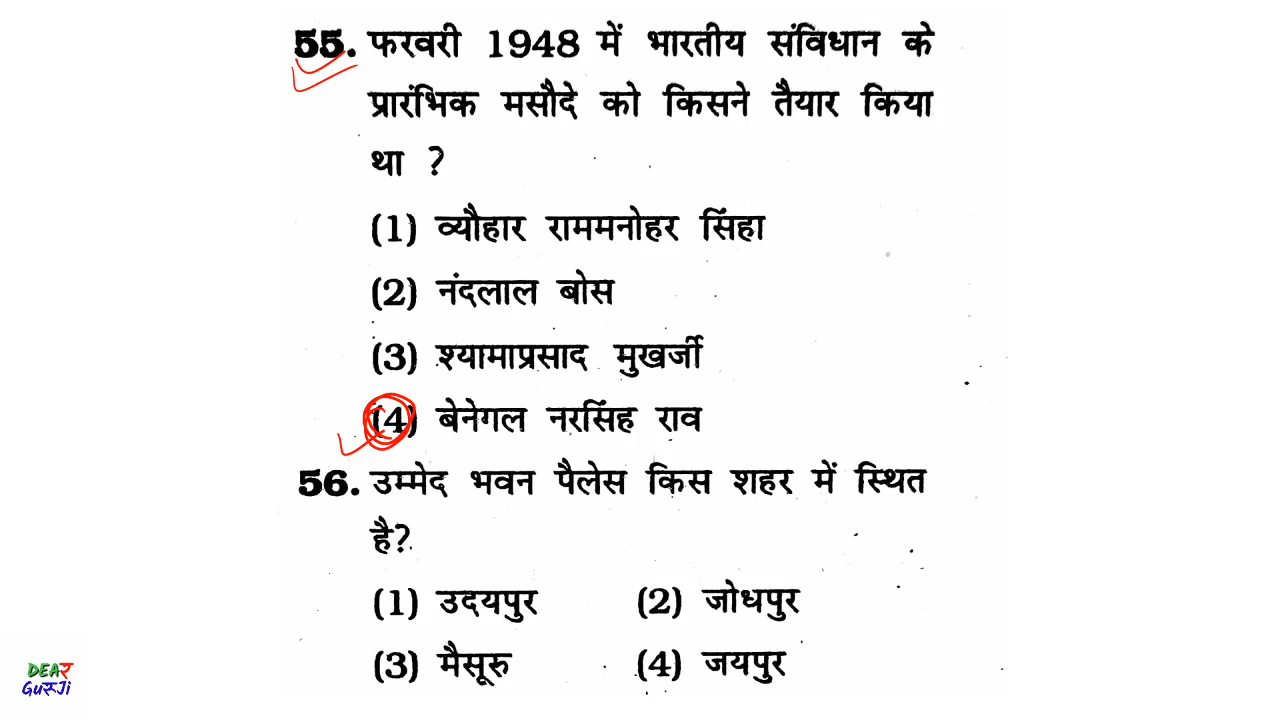 55. फरवरी 1948 में भारतीय संविधान के
प्रारंभिक मसौदे को किसने तैयार किया
था ?
(1) व्यौहार राममनोहर सिंहा
(2) नंदलाल बोस
(3) श्यामाप्रसाद मुखर्जी
(4) बेनेगल नरसिंह राव
56. उम्मेद भवन पैलेस किस शहर में स्थित
है?
(1) उदयपुर (2) जोधपुर
(3) मैसूरु (4) जयपुर
DEAR
GuruJi